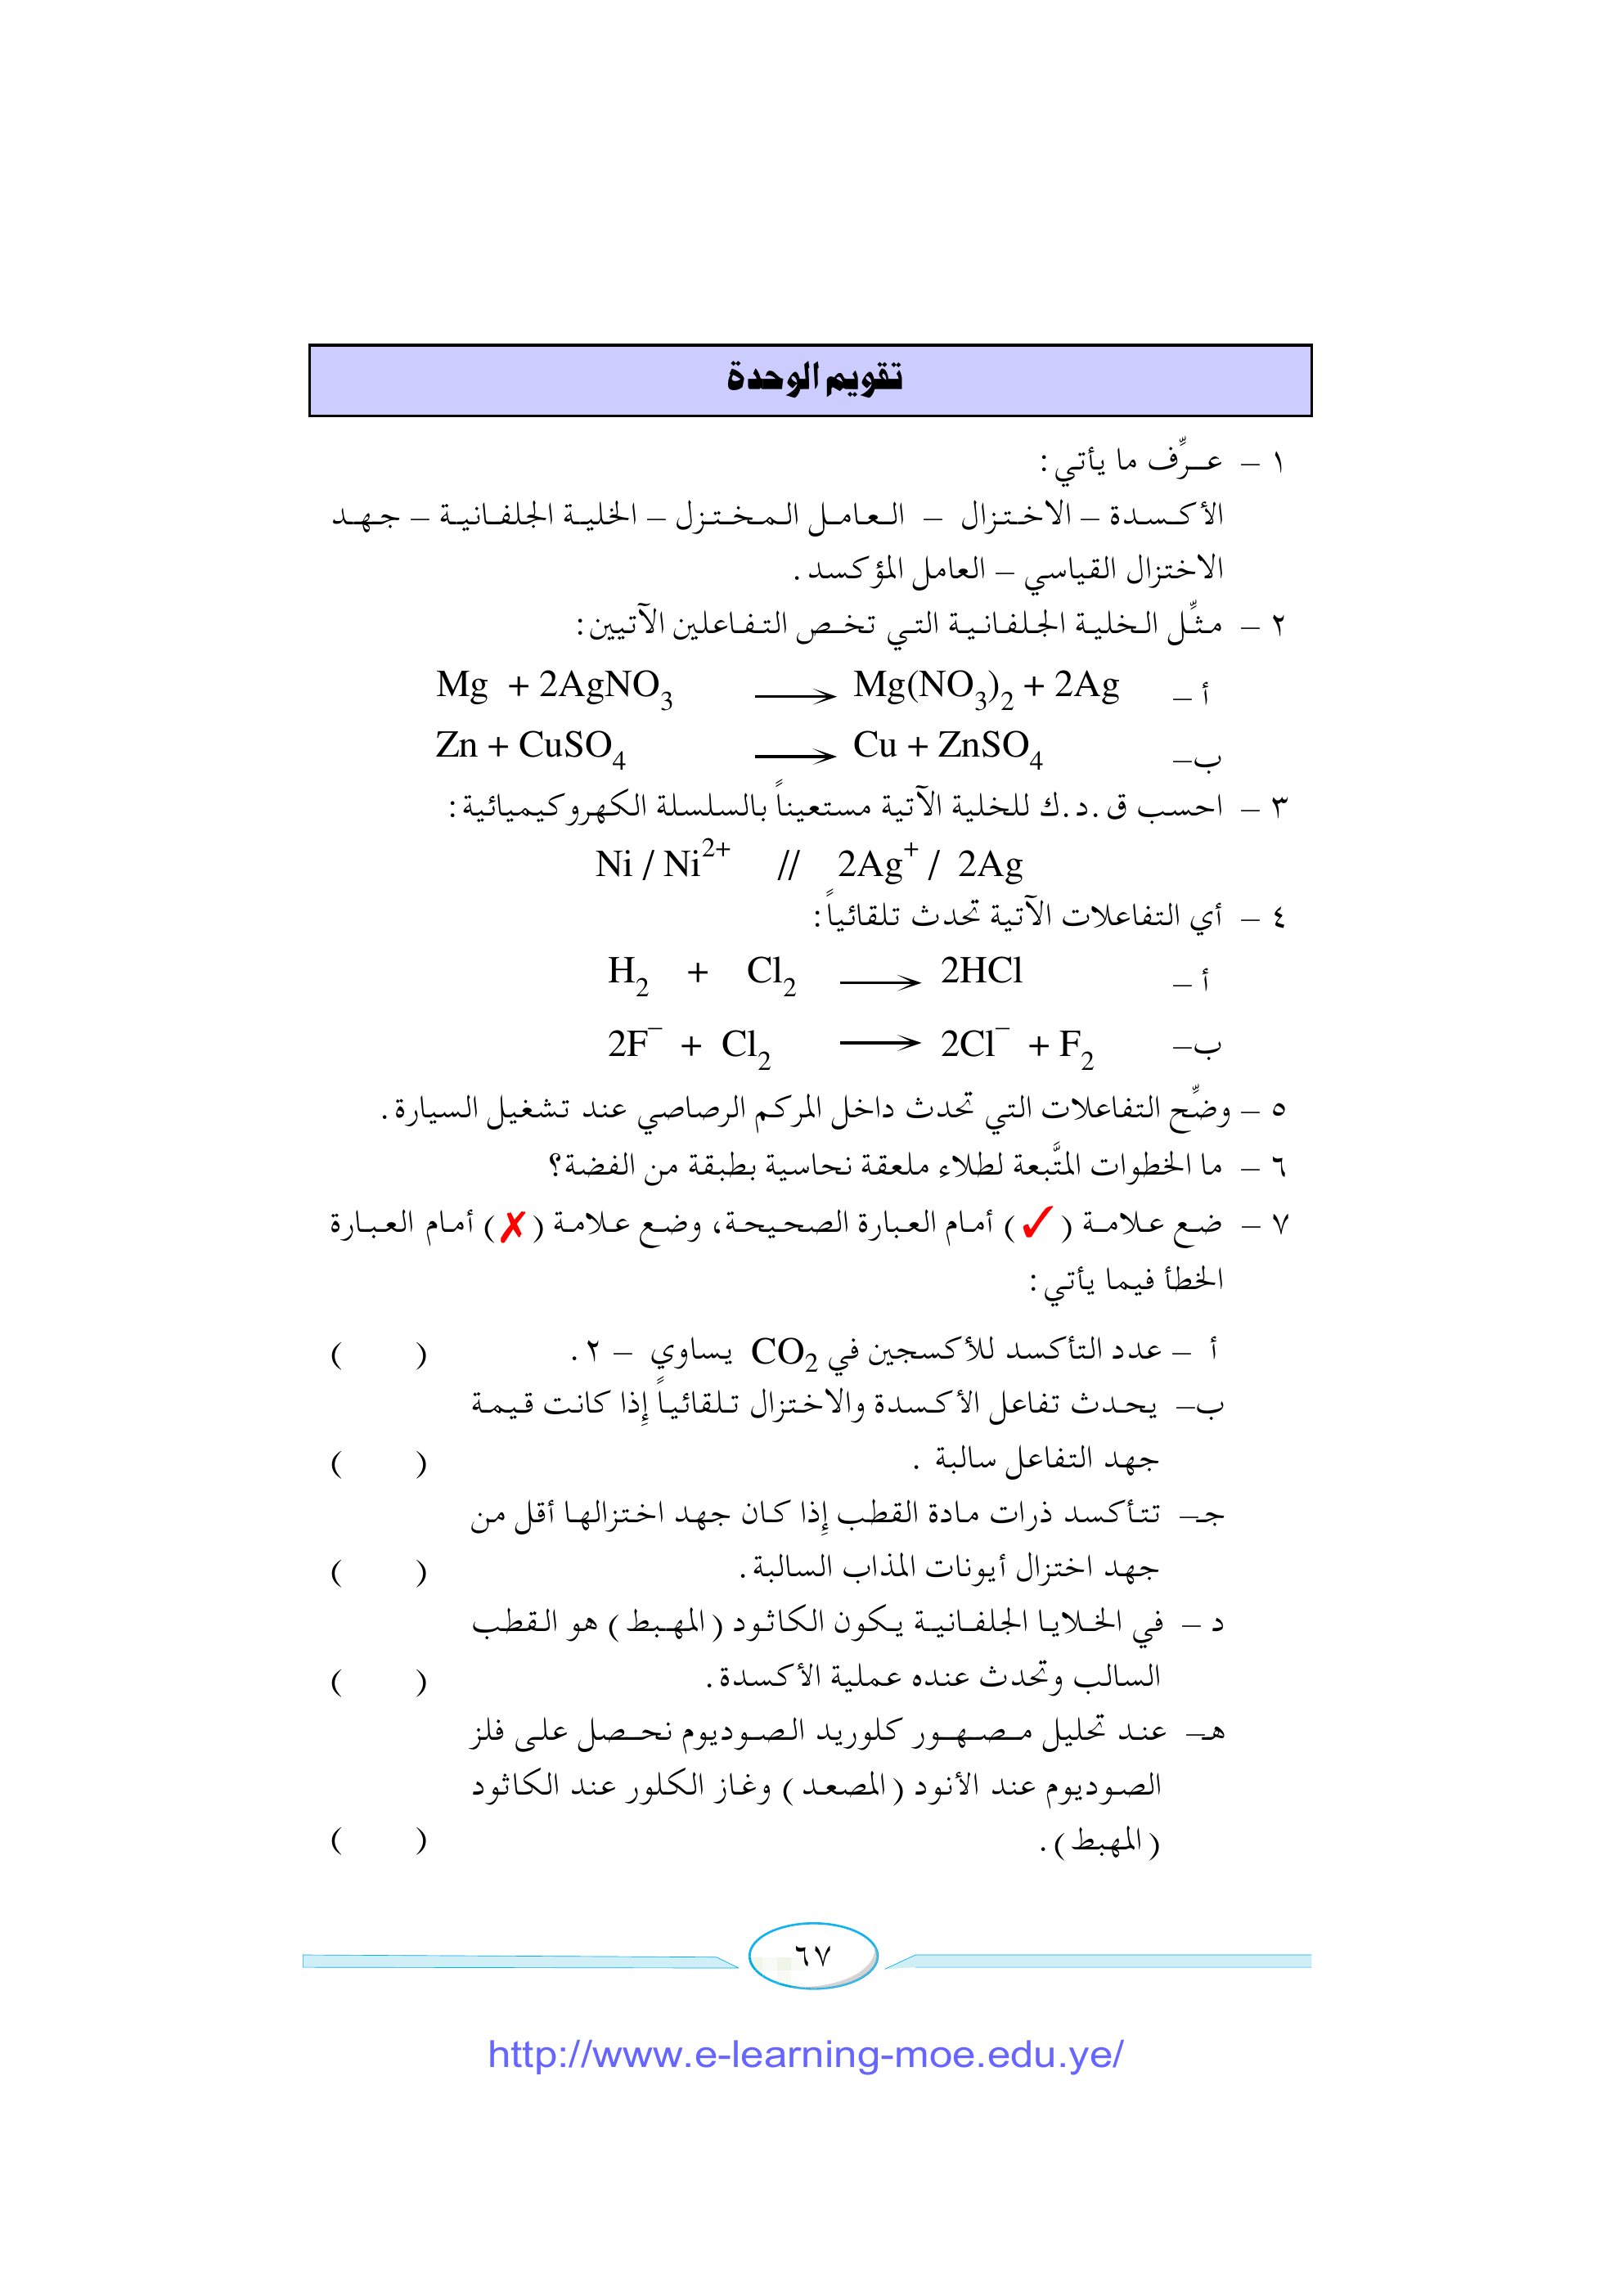 تقويم الوحدة
١ – عـرِّف ما يأتي:
الأكسدة – الاختزال – العامل المختزل – الخلية الجلفانية – جهد
الاختزال القياسي – العامل المؤكسد.
٢ – مثِّل الخلية الجلفانية التي تخص التفاعلين الآتيين:
أ – Mg + 2AgNO₃ ⟶ Mg(NO₃)₂ + 2Ag
ب– Zn + CuSO₄ ⟶ Cu + ZnSO₄
٣ – احسب ق.د.ك للخلية الآتية مستعيناً بالسلسلة الكهروكيميائية:
Ni / Ni²⁺ // 2Ag⁺ / 2Ag
٤ – أي التفاعلات الآتية تحدث تلقائياً:
أ – H₂ + Cl₂ ⟶ 2HCl
ب– 2F⁻ + Cl₂ ⟶ 2Cl⁻ + F₂
٥ – وضِّح التفاعلات التي تحدث داخل المركم الرصاصي عند تشغيل السيارة.
٦ – ما الخطوات المتَّبعة لطلاء ملعقة نحاسية بطبقة من الفضة؟
٧ – ضع علامة (✓) أمام العبارة الصحيحة، وضع علامة (✗) أمام العبارة
الخطأ فيما يأتي:
أ – عدد التأكسد للأكسجين في CO₂ يساوي – ٢. ( )
ب– يحدث تفاعل الأكسدة والاختزال تلقائياً إذا كانت قيمة
جهد التفاعل سالبة . ( )
جـ– تتأكسد ذرات مادة القطب إذا كان جهد اختزالها أقل من
جهد اختزال أيونات المذاب السالبة. ( )
د – في الخلايا الجلفانية يكون الكاثود (المهبط) هو القطب
السالب وتحدث عنده عملية الأكسدة. ( )
هـ– عند تحليل مصهور كلوريد الصوديوم نحصل على فلز
الصوديوم عند الأنود (المصعد) وغاز الكلور عند الكاثود
(المهبط). ( )
٦٧
http://www.e-learning-moe.edu.ye/